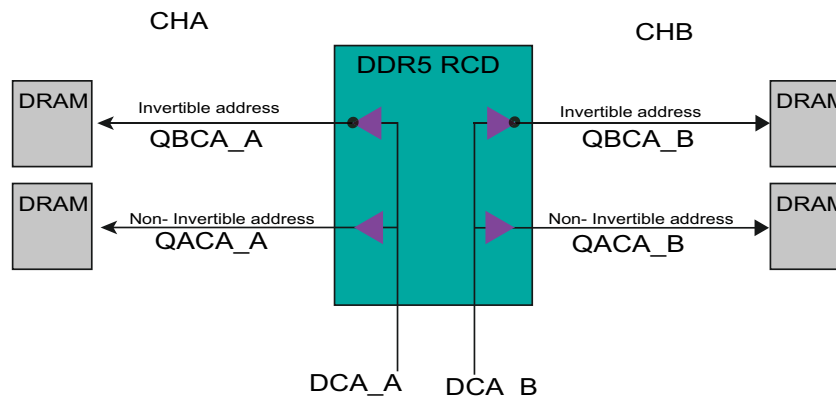 CHA
CHB
DDR5 RCD
DRAM
Invertible address
QBCA_A
Invertible address
QBCA_B
DRAM
DRAM
Non- Invertible address
QACA_A
Non- Invertible address
QACA_B
DRAM
DCA_A
DCA_B